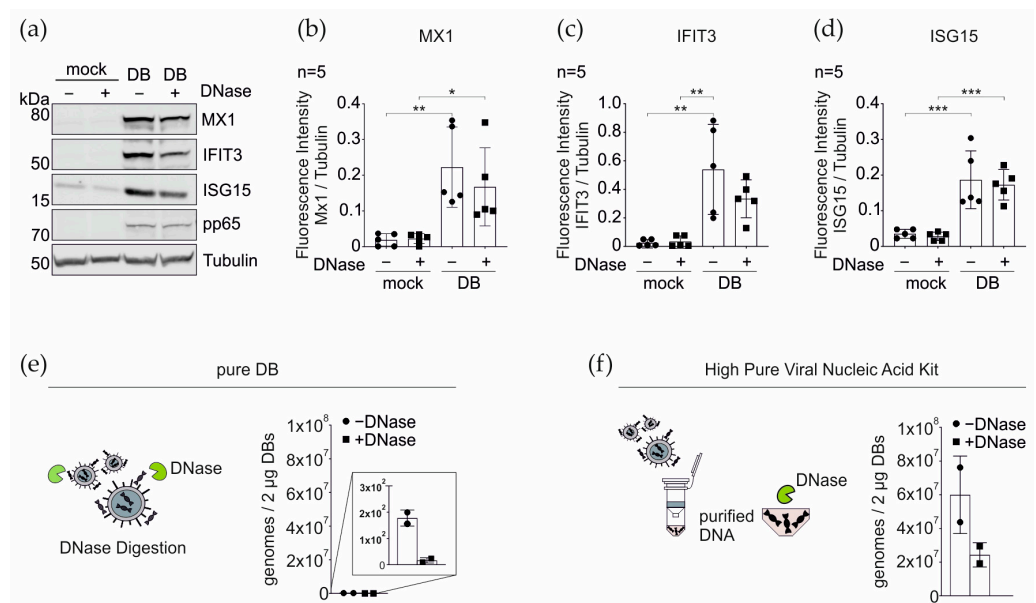 (a)
mock DB DB
− + − + DNase
kDa
80 MX1
50 IFIT3
15 ISG15
70 pp65
50 Tubulin
(b)
MX1
n=5
* 
**
Fluorescence Intensity
Mx1 / Tubulin
0.4
0.3
0.2
0.1
0
DNase − + − +
mock DB
(c)
IFIT3
n=5
**
**
Fluorescence Intensity
IFIT3 / Tubulin
1.0
0.8
0.6
0.4
0.2
0
DNase − + − +
mock DB
(d)
ISG15
n=5
***
***
Fluorescence Intensity
ISG15 / Tubulin
0.4
0.3
0.2
0.1
0
DNase − + − +
mock DB
(e)
pure DB
DNase
DNase Digestion
genomes / 2 µg DBs
1x10⁸
8x10⁷
6x10⁷
4x10⁷
2x10⁷
0
−DNase
+DNase
3x10²
2x10²
1x10²
0
(f)
High Pure Viral Nucleic Acid Kit
purified
DNA
DNase
genomes / 2 µg DBs
1x10⁸
8x10⁷
6x10⁷
4x10⁷
2x10⁷
0
−DNase
+DNase